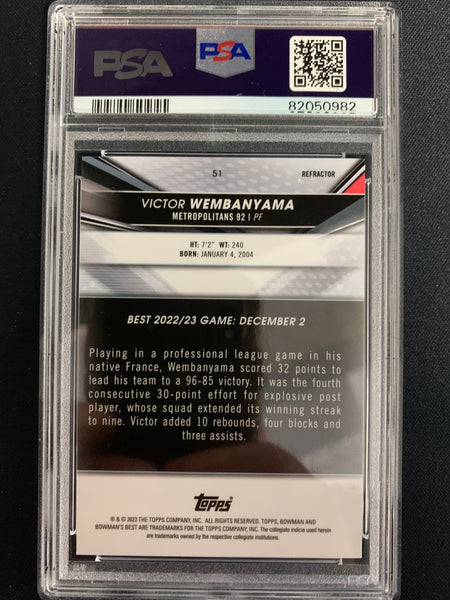 PSA
PSA
82050982
51
REFRACTOR
VICTOR WEMBANYAMA
METROPOLITANS 92 | PF
HT: 7'2" WT: 240
BORN: JANUARY 4, 2004
BEST 2022/23 GAME: DECEMBER 2
Playing in a professional league game in his
native France, Wembanyama scored 32 points to
lead his team to a 96-85 victory. It was the fourth
consecutive 30-point effort for explosive post
player, whose squad extended its winning streak
to nine. Victor added 10 rebounds, four blocks and
three assists.
Topps
® & © 2023 THE TOPPS COMPANY, INC. ALL RIGHTS RESERVED. TOPPS, BOWMAN AND
BOWMAN'S BEST ARE TRADEMARKS FOR THE TOPPS COMPANY, INC. The collegiate indicia used herein
are trademarks owned by the respective collegiate institutions.